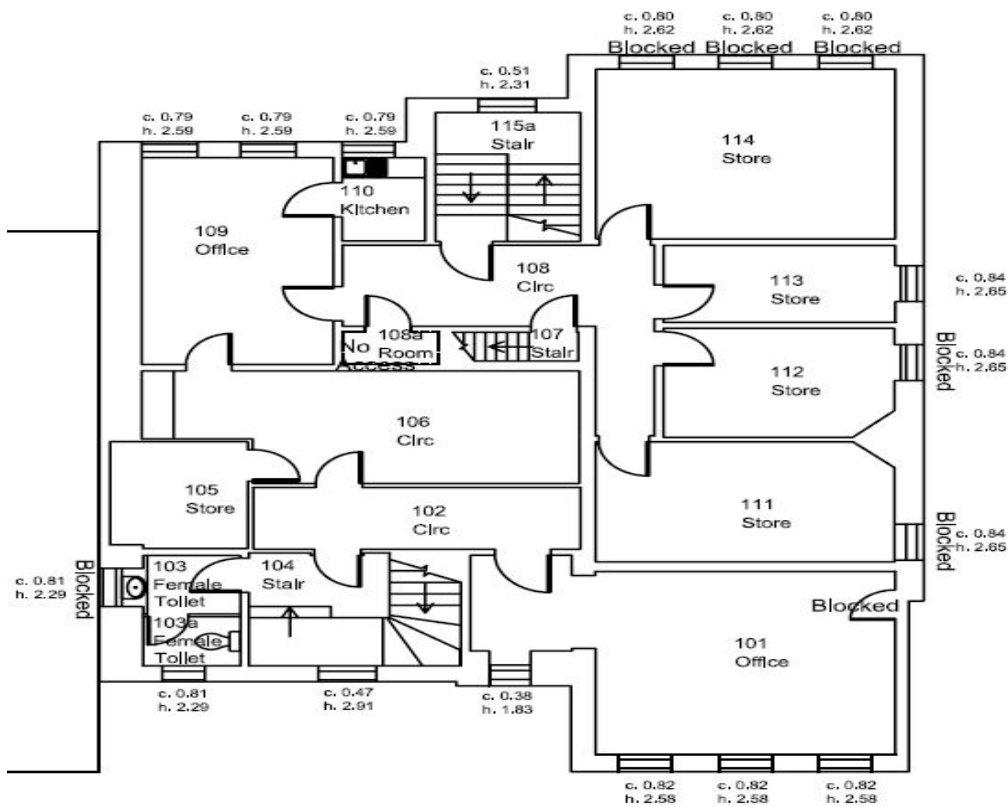 c. 0.80
h. 2.62
Blocked
c. 0.80
h. 2.62
Blocked
c. 0.80
h. 2.62
Blocked
c. 0.51
h. 2.31
c. 0.79
h. 2.59
c. 0.79
h. 2.59
c. 0.79
h. 2.59
115a
Stair
114
Store
110
Kitchen
109
Office
108
Circ
113
Store
c. 0.84
h. 2.65
108a
Room
No
Access
107
Stair
112
Store
c. 0.84
h. 2.65
Blocked
106
Circ
105
Store
102
Circ
111
Store
c. 0.84
h. 2.65
Blocked
c. 0.81
h. 2.29
Blocked
103
Female
Toilet
104
Stair
103a
Female
Toilet
Blocked
101
Office
c. 0.81
h. 2.29
c. 0.47
h. 2.91
c. 0.38
h. 1.83
c. 0.82
h. 2.58
c. 0.82
h. 2.58
c. 0.82
h. 2.58